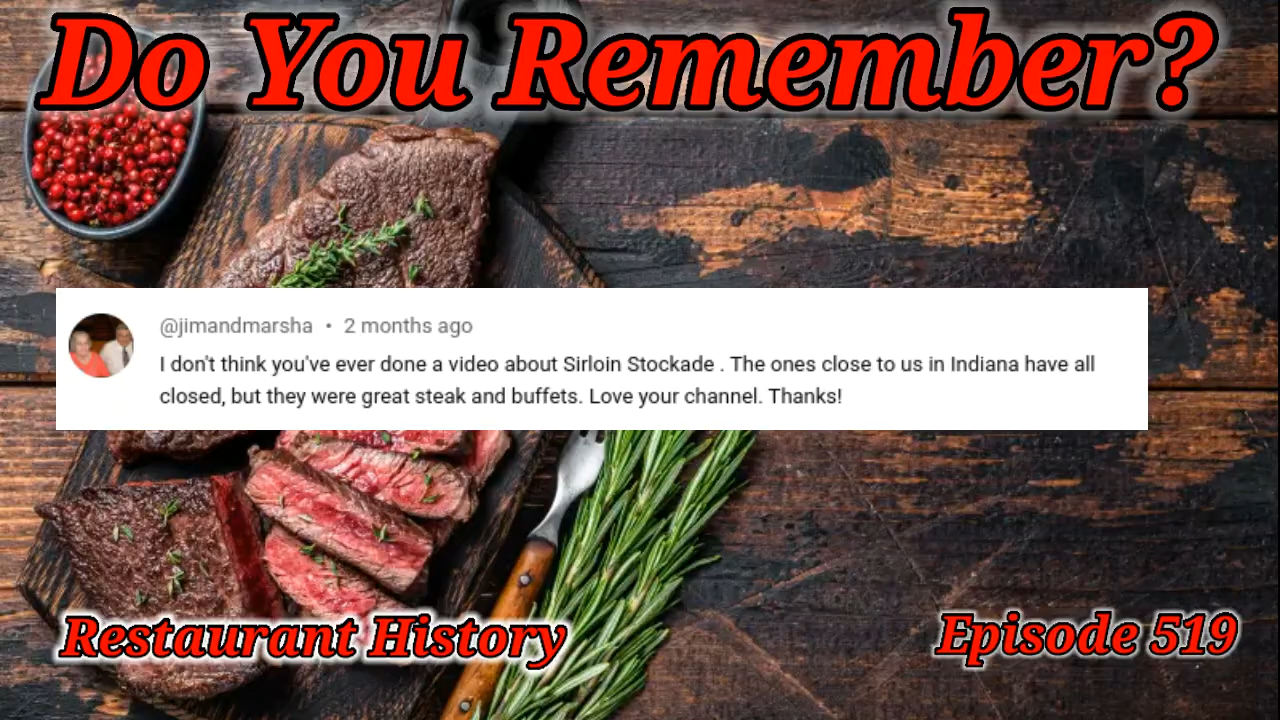 Do You Remember?
@jimandmarsha • 2 months ago
I don't think you've ever done a video about Sirloin Stockade . The ones close to us in Indiana have all
closed, but they were great steak and buffets. Love your channel. Thanks!
Restaurant History
Episode 519